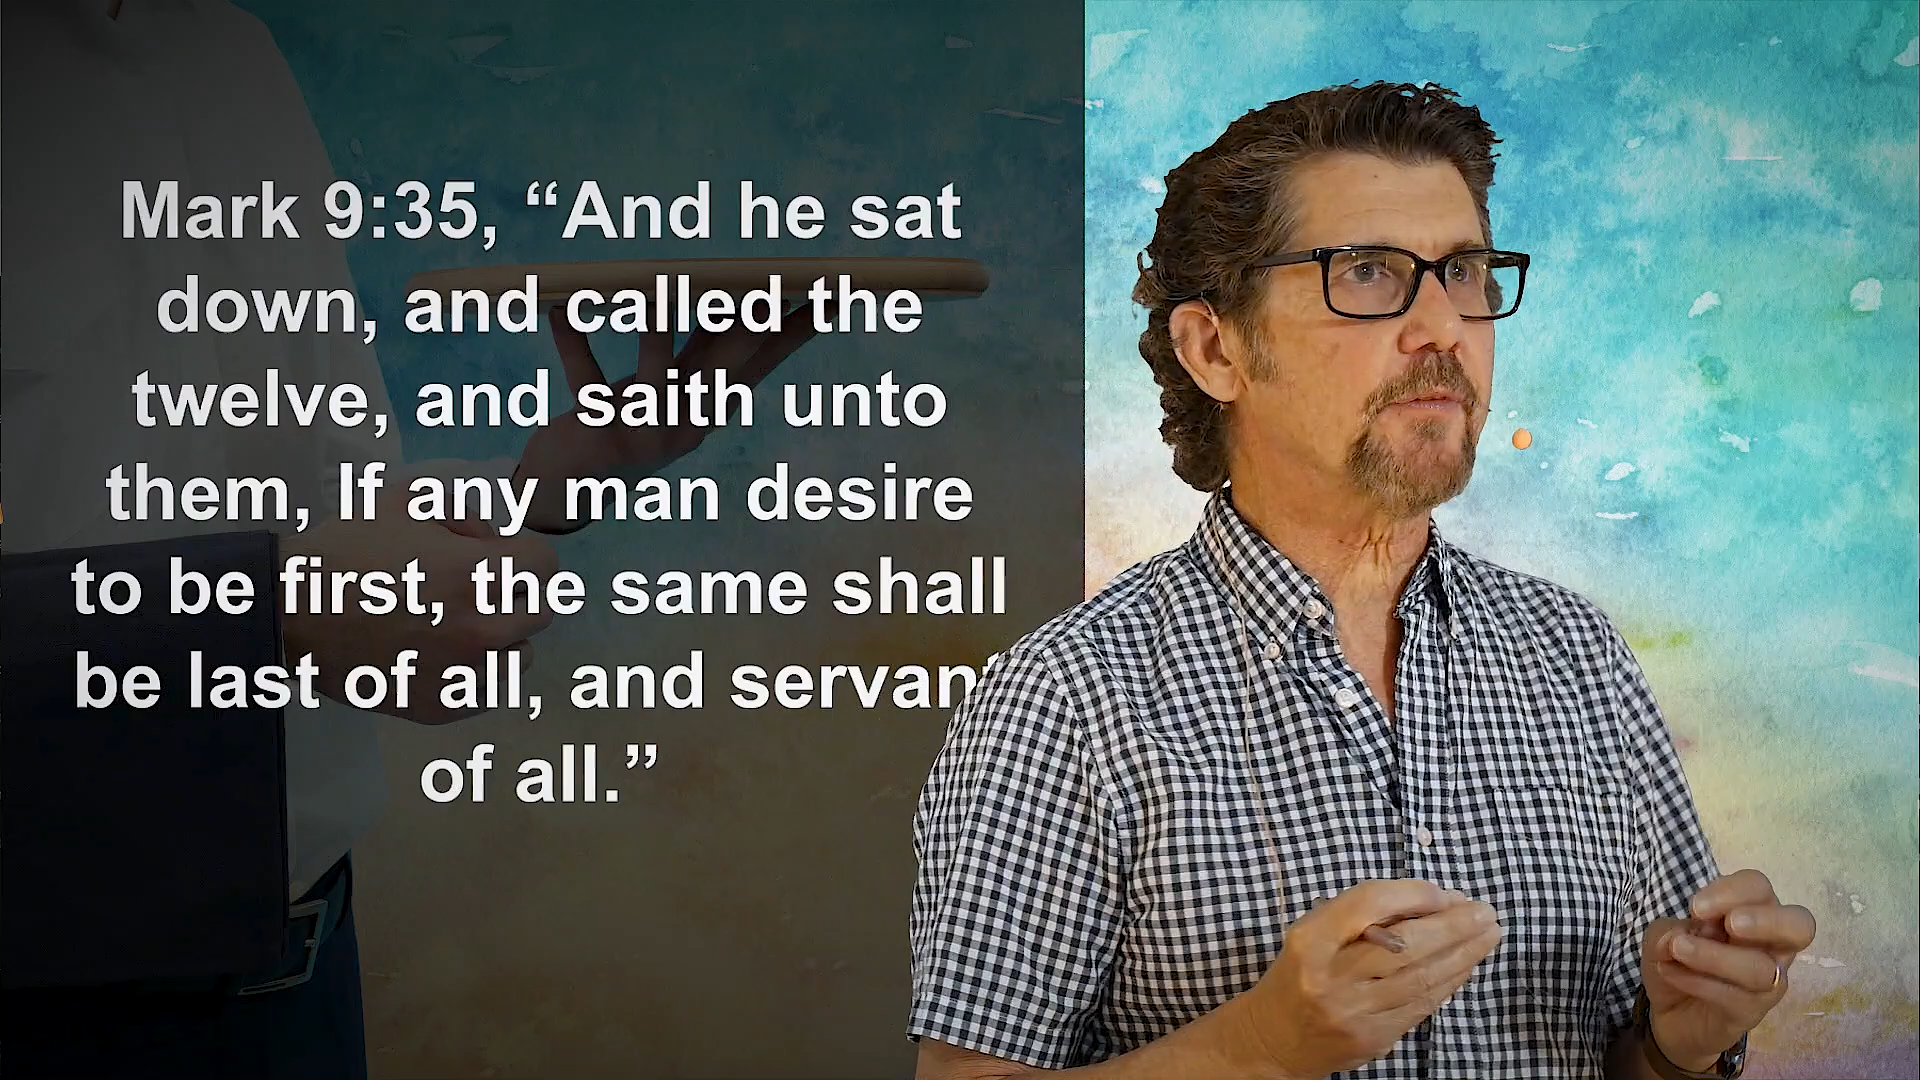 Mark 9:35, “And he sat
down, and called the
twelve, and saith unto
them, If any man desire
to be first, the same shall
be last of all, and servant
of all.”